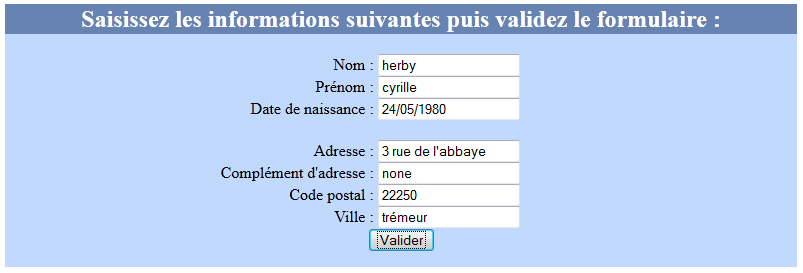 Saisissez les informations suivantes puis validez le formulaire :
Nom : herby
Prénom : cyrille
Date de naissance : 24/05/1980
Adresse : 3 rue de l'abbaye
Complément d'adresse : none
Code postal : 22250
Ville : trémeur
Valider